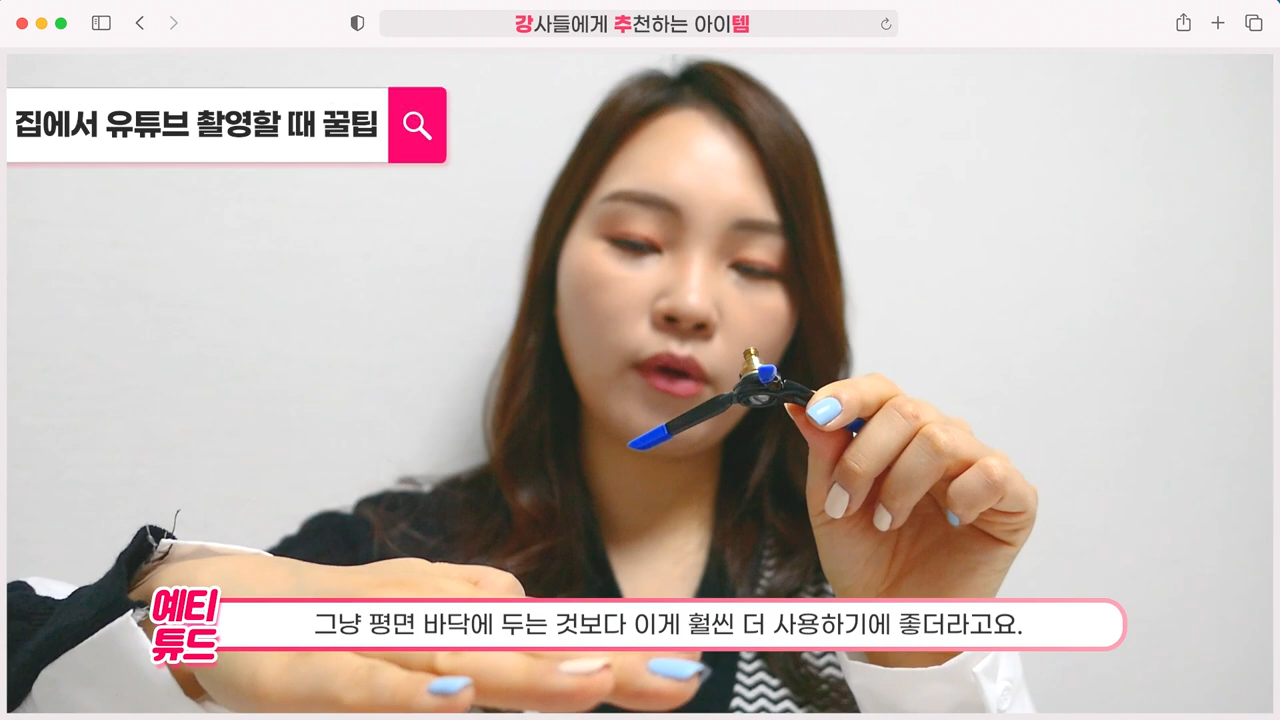 강사들에게 추천하는 아이템
집에서 유튜브 촬영할 때 꿀팁
예티
튜드
그냥 평면 바닥에 두는 것보다 이게 훨씬 더 사용하기에 좋더라고요.